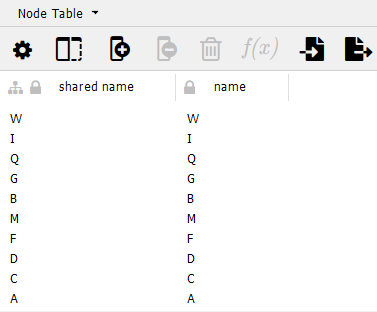 Node Table
f(x)
shared name name
W W
I I
Q Q
G G
B B
M M
F F
D D
C C
A A